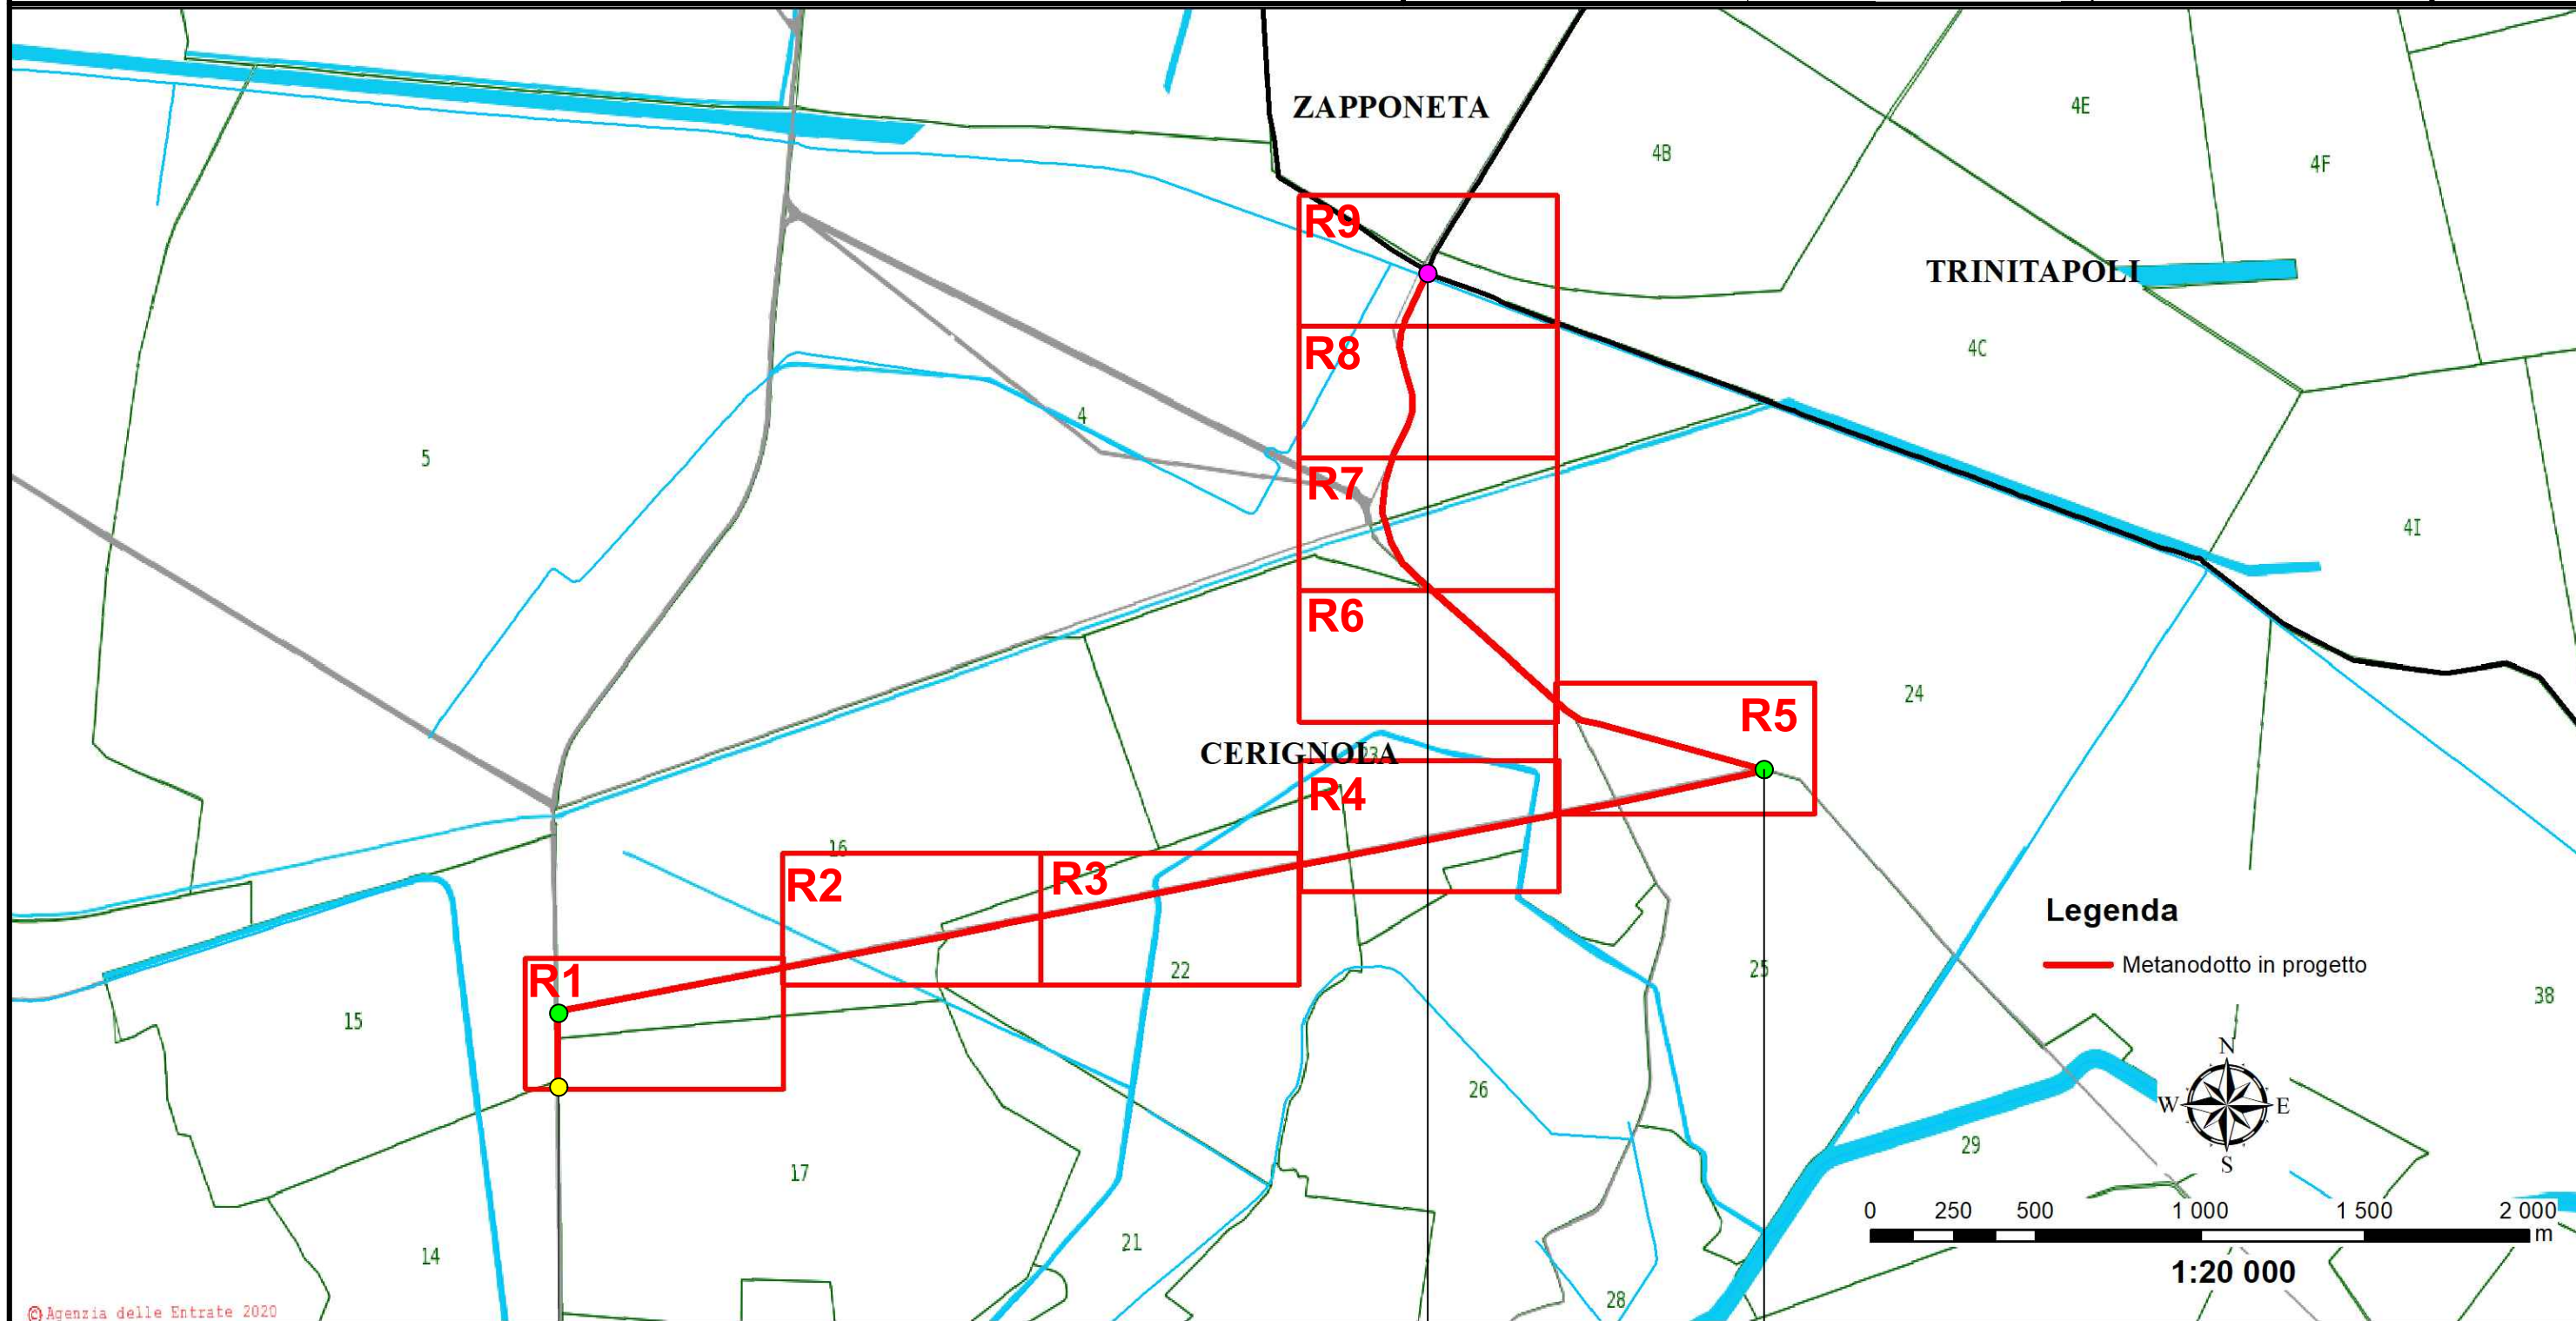 ZAPPONETA
4E
4B
4F
R9
TRINITAPOLI
R8
4C
4
5
R7
4I
R6
24
R5
CERIGNOLA
23
R4
16
R2
R3
Legenda
Metanodotto in progetto
22
25
R1
38
15
N
W
E
S
26
29
17
0 250 500 1 000 1 500 2 000
m
21
14
1:20 000
28
© Agenzia delle Entrate 2020